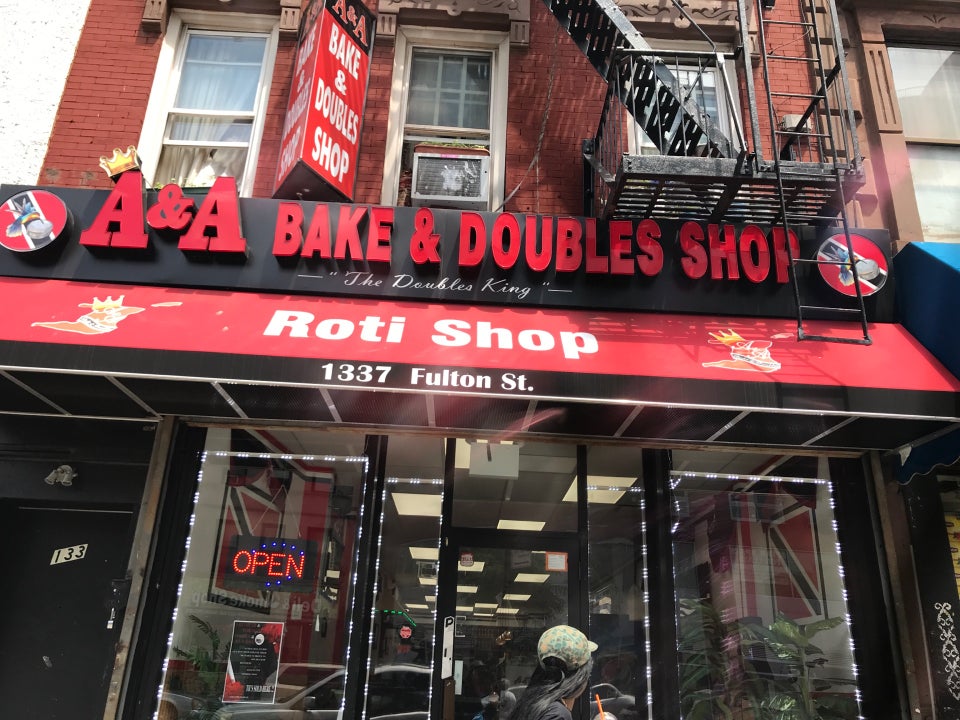 A&A
BAKE
&
DOUBLES
SHOP
A&A BAKE & DOUBLES SHOP
"The Doubles King"
Roti Shop
1337 Fulton St.
133
OPEN